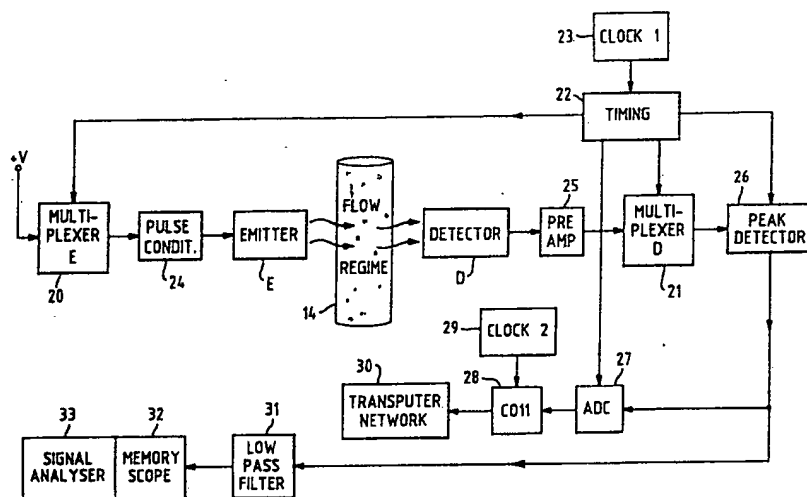 23
CLOCK 1
22
TIMING
+V
MULTI-
PLEXER
E
20
PULSE
CONDIT.
24
EMITTER
E
FLOW
REGIME
14
DETECTOR
D
25
PRE
AMP
MULTI-
PLEXER
D
21
26
PEAK
DETECTOR
29
CLOCK 2
30
TRANSPUTER
NETWORK
28
C011
27
ADC
33
SIGNAL
ANALYSER
32
MEMORY
SCOPE
31
LOW
PASS
FILTER